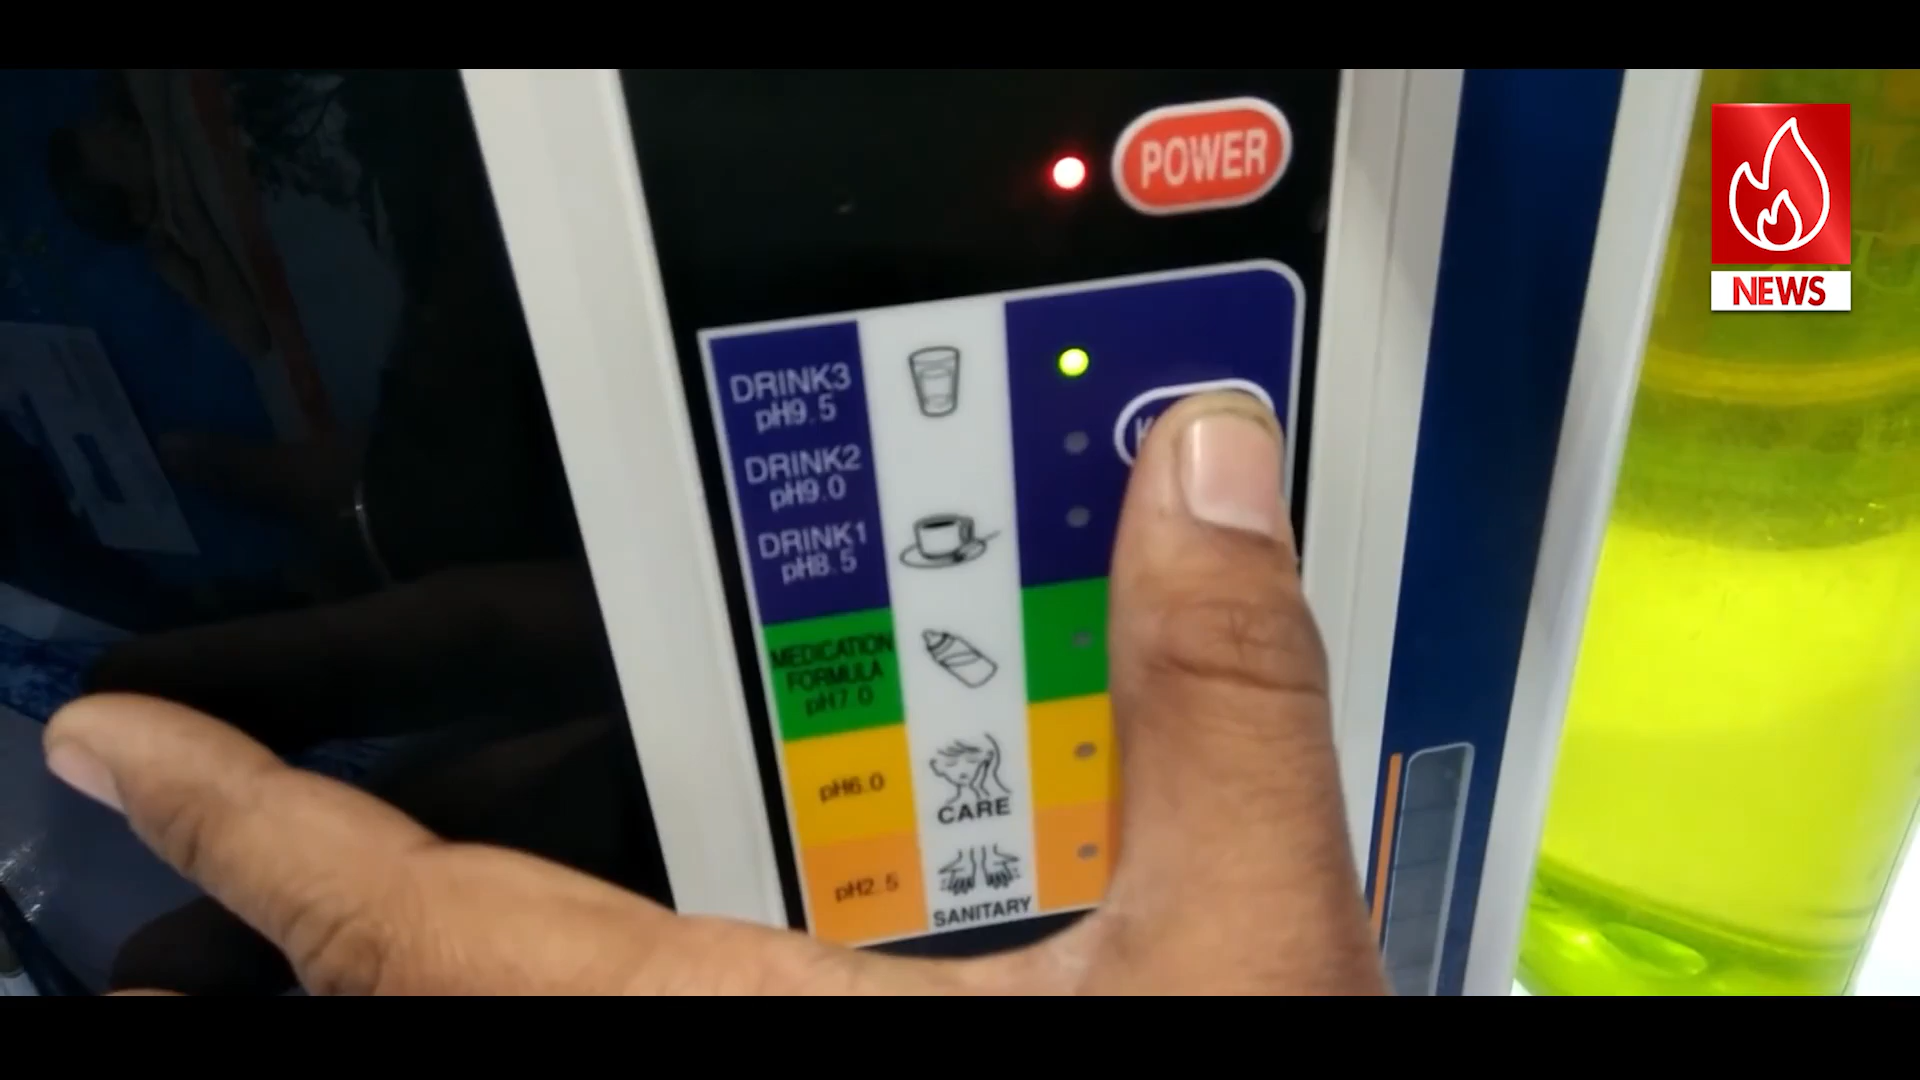 POWER
NEWS
DRINK3
pH9.5
DRINK2
pH9.0
DRINK1
pH8.5
MEDICATION
FORMULA
pH7.0
pH6.0
CARE
pH2.5
SANITARY